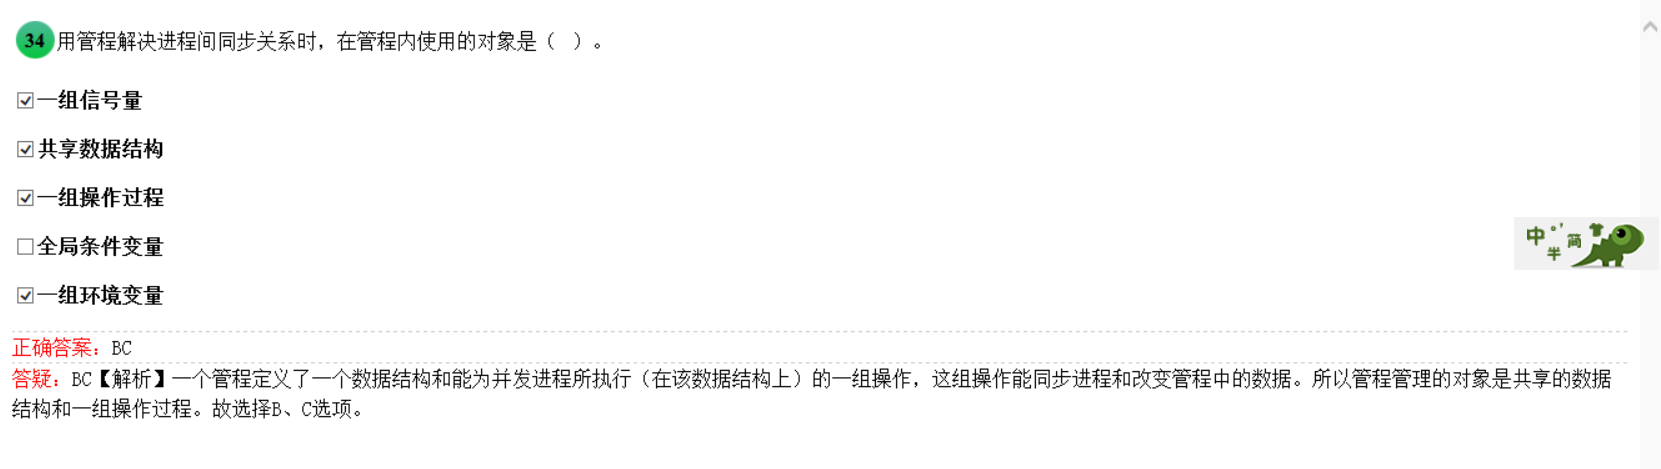 34 用管程解决进程间同步关系时，在管程内使用的对象是（ ）。
一组信号量
共享数据结构
一组操作过程
全局条件变量
一组环境变量
正确答案：BC
答疑：BC【解析】一个管程定义了一个数据结构和能为并发进程所执行（在该数据结构上）的一组操作，这组操作能同步进程和改变管程中的数据。所以管程管理的对象是共享的数据
结构和一组操作过程。故选择B、C选项。
中 简
半